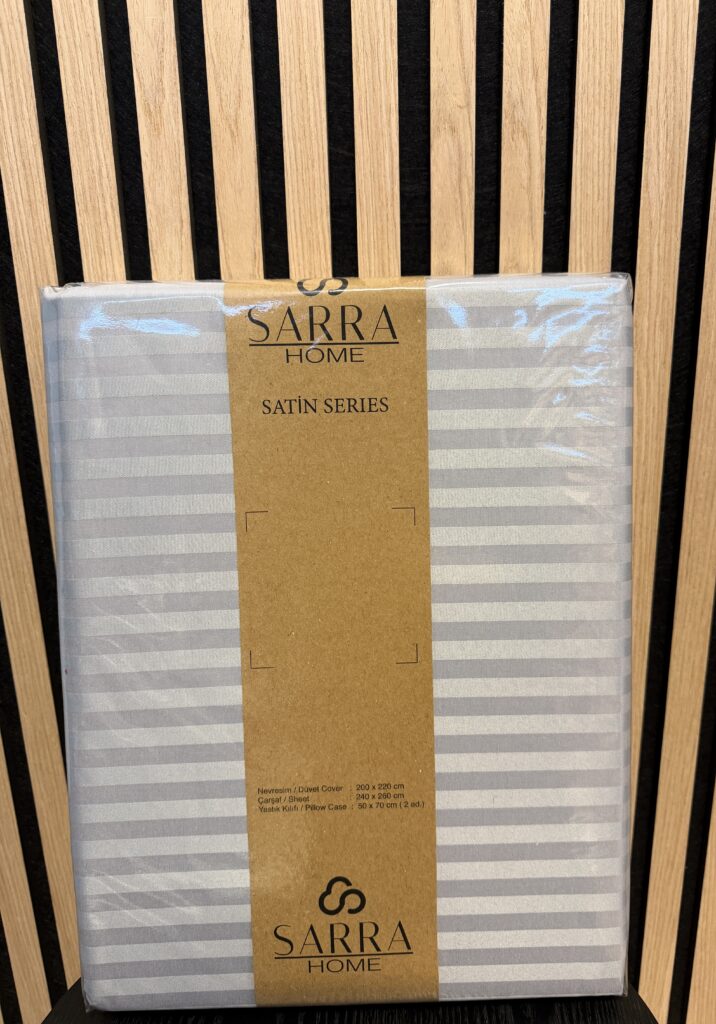 SARRA
HOME
SATİN SERIES
Nevresim / Duvet Cover : 200 x 220 cm
Çarşaf / Sheet : 240 x 260 cm
Yastık Kılıfı / Pillow Case : 50 x 70 cm ( 2 ad.)
SARRA
HOME